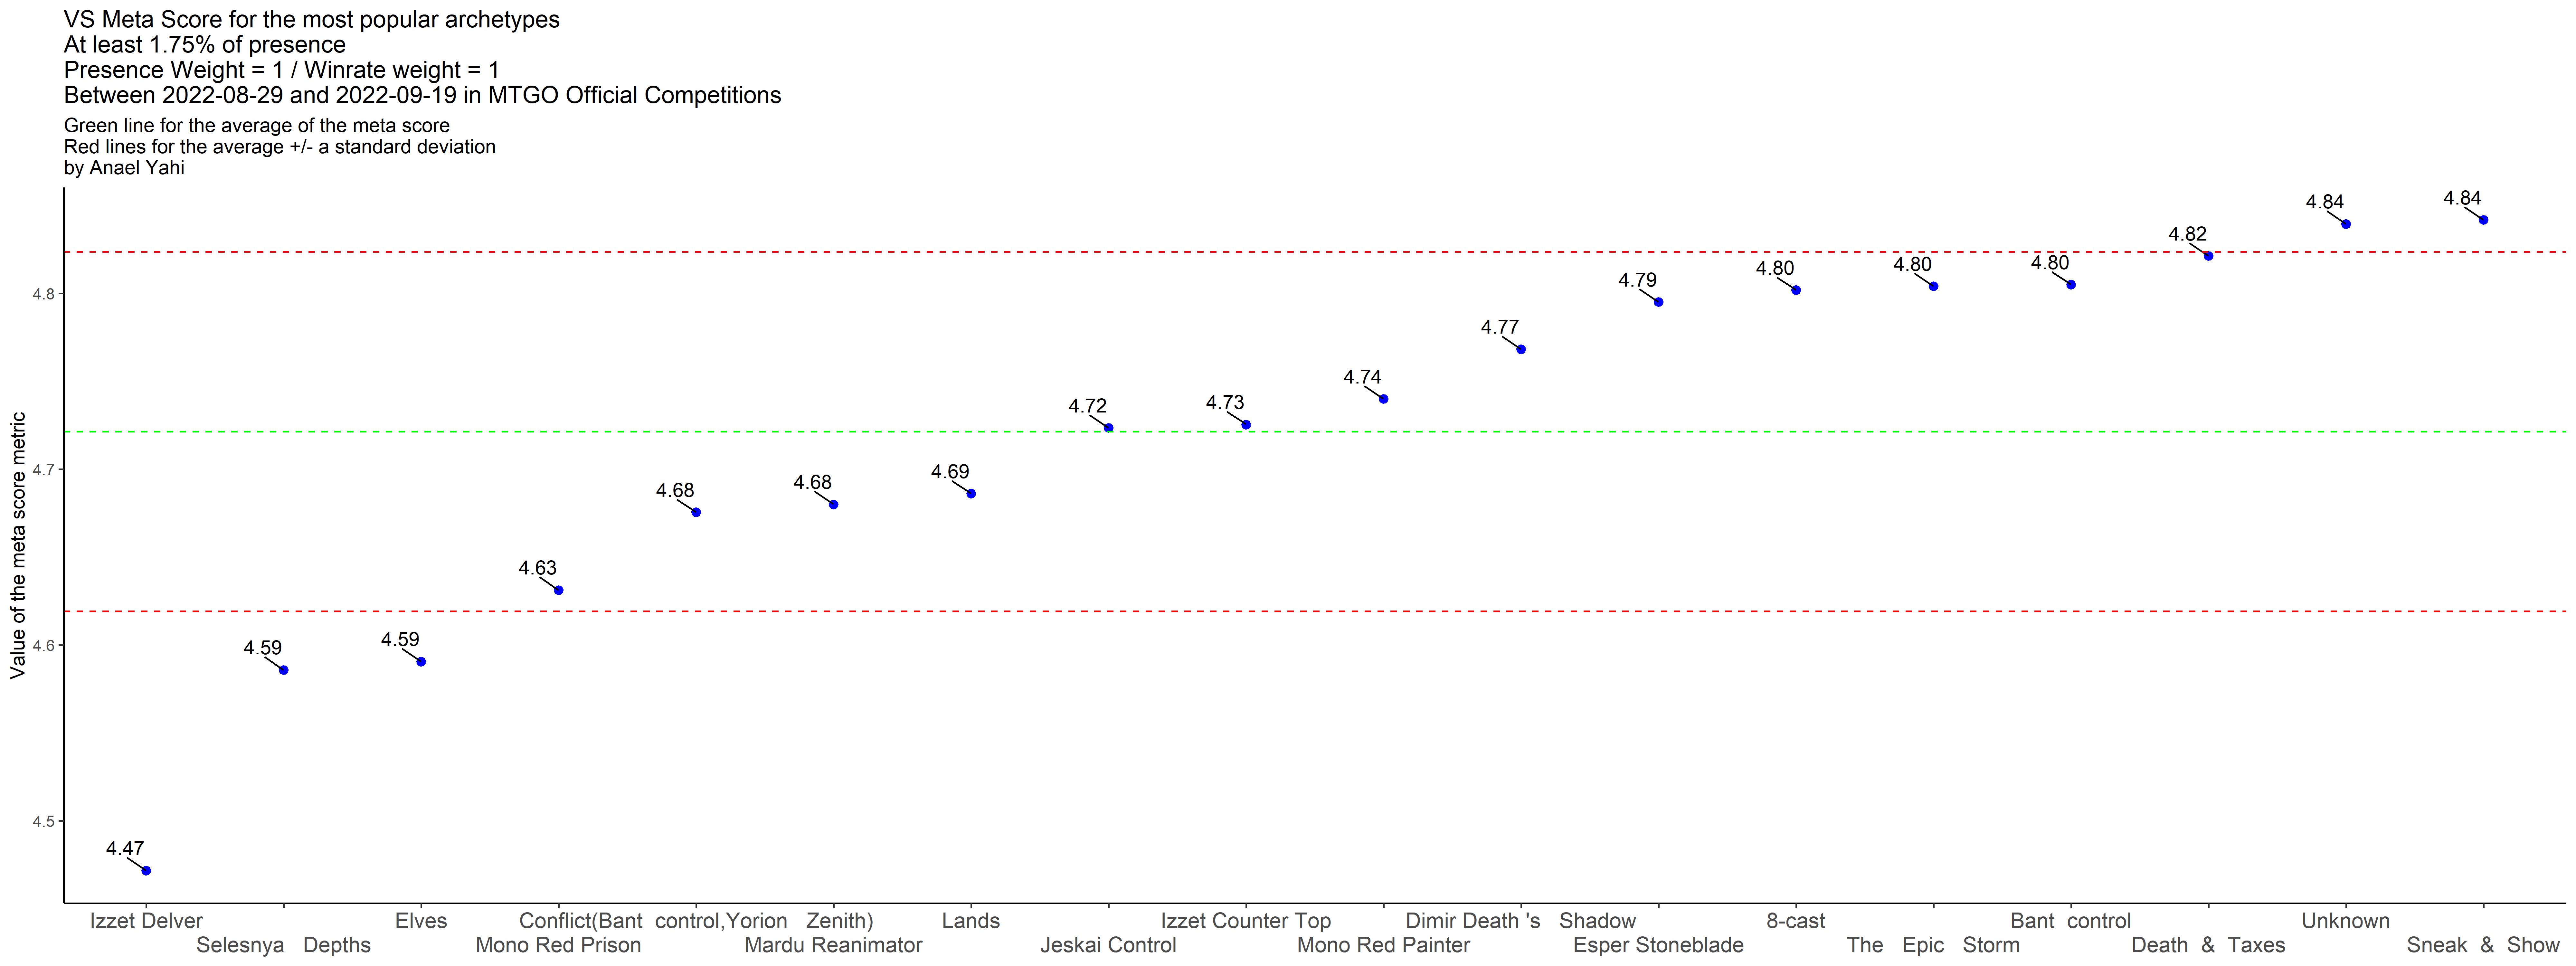 VS Meta Score for the most popular archetypes
At least 1.75% of presence
Presence Weight = 1 / Winrate weight = 1
Between 2022-08-29 and 2022-09-19 in MTGO Official Competitions
Green line for the average of the meta score
Red lines for the average +/- a standard deviation
by Anael Yahi
Value of the meta score metric
4.8
4.7
4.6
4.5
4.47
4.59
4.59
4.63
4.68
4.68
4.69
4.72
4.73
4.74
4.77
4.79
4.80
4.80
4.80
4.82
4.84
4.84
Izzet Delver
Selesnya Depths
Elves
Mono Red Prison
Conflict(Bant control,Yorion Zenith)
Mardu Reanimator
Lands
Jeskai Control
Izzet Counter Top
Mono Red Painter
Dimir Death 's Shadow
Esper Stoneblade
8-cast
The Epic Storm
Bant control
Death & Taxes
Unknown
Sneak & Show